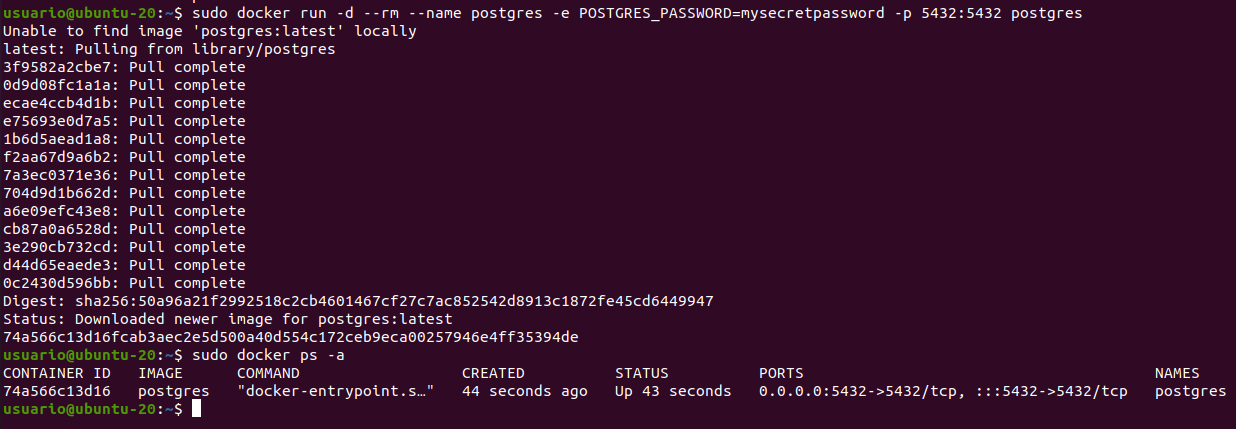 usuario@ubuntu-20:~$ sudo docker run -d --rm --name postgres -e POSTGRES_PASSWORD=mysecretpassword -p 5432:5432 postgres
Unable to find image 'postgres:latest' locally
latest: Pulling from library/postgres
3f9582a2cbe7: Pull complete
0d9d08fc1a1a: Pull complete
ecae4ccb4d1b: Pull complete
e75693e0d7a5: Pull complete
1b6d5aead1a8: Pull complete
f2aa67d9a6b2: Pull complete
7a3ec0371e36: Pull complete
704d9d1b662d: Pull complete
a6e09efc43e8: Pull complete
cb87a0a6528d: Pull complete
3e290cb732cd: Pull complete
d44d65eaede3: Pull complete
0c2430d596bb: Pull complete
Digest: sha256:50a96a21f2992518c2cb4601467cf27c7ac852542d8913c1872fe45cd6449947
Status: Downloaded newer image for postgres:latest
74a566c13d16fcab3aec2e5d500a40d554c172ceb9eca00257946e4ff35394de
usuario@ubuntu-20:~$ sudo docker ps -a
CONTAINER ID   IMAGE      COMMAND                  CREATED          STATUS          PORTS                                       NAMES
74a566c13d16   postgres   "docker-entrypoint.s…"   44 seconds ago   Up 43 seconds   0.0.0.0:5432->5432/tcp, :::5432->5432/tcp   postgres
usuario@ubuntu-20:~$